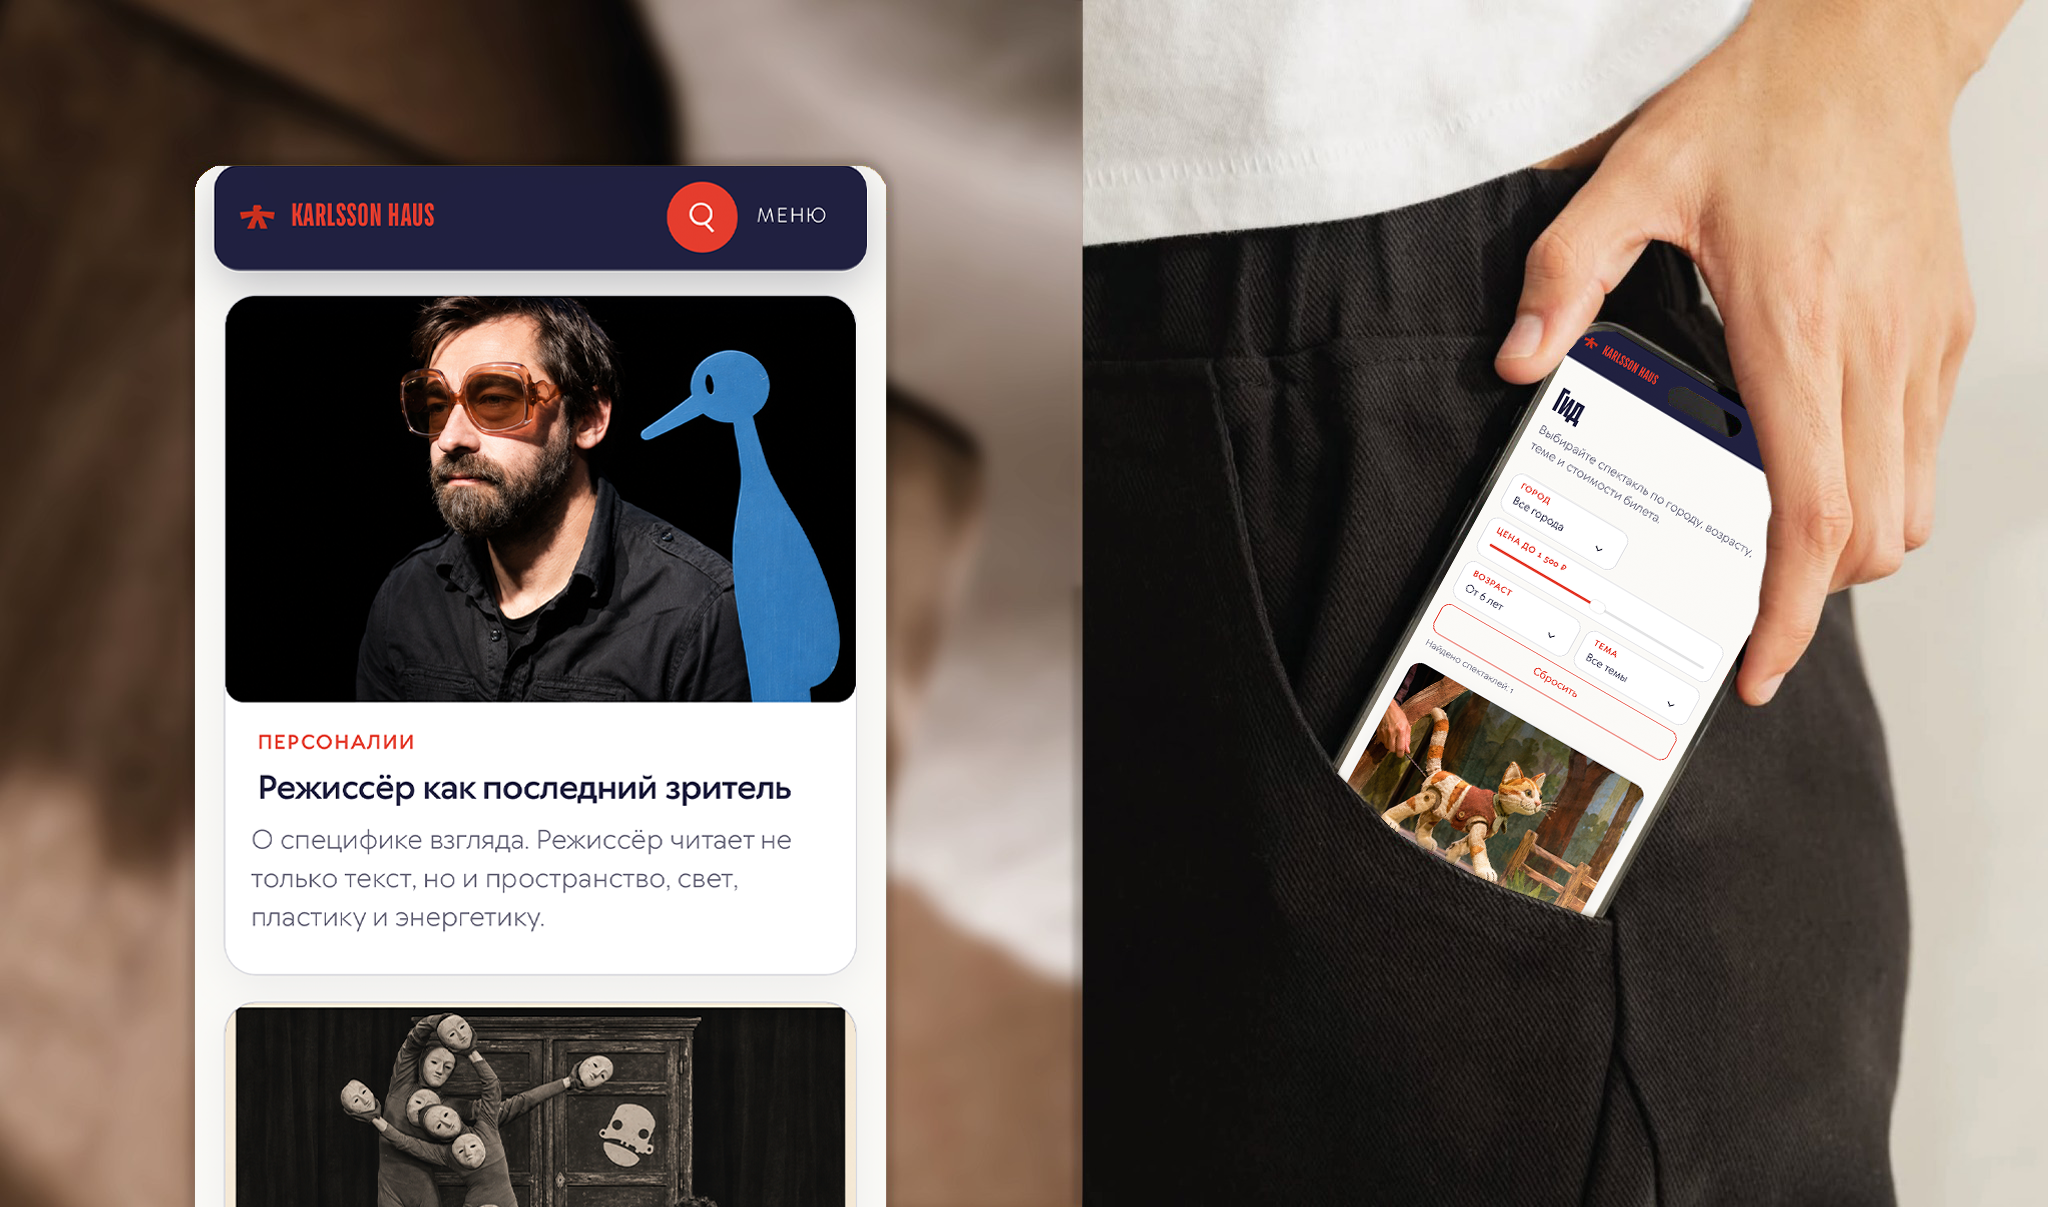 KARLSSON HAUS
МЕНЮ
ПЕРСОНАЛИИ
Режиссёр как последний зритель
О специфике взгляда. Режиссёр читает не
только текст, но и пространство, свет,
пластику и энергетику.
KARLSSON HAUS
Гид
Выбирайте спектакль по городу, возрасту,
теме и стоимости билета.
ГОРОД
Все города
ЦЕНА ДО 1 500 ₽
ВОЗРАСТ
От 6 лет
ТЕМА
Все темы
Сбросить
Найдено спектаклей: 1